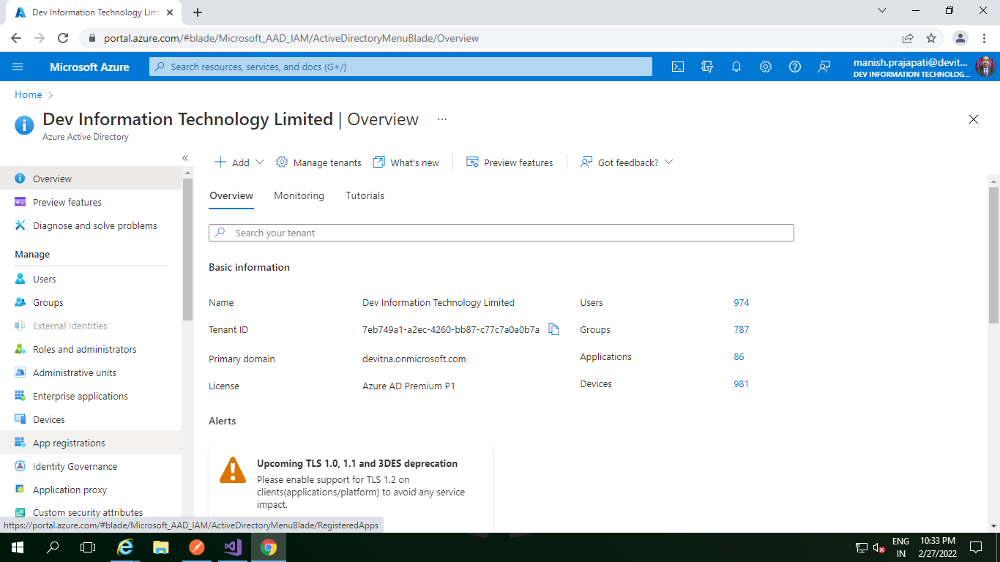 Dev Information Technology Lim
portal.azure.com/#blade/Microsoft_AAD_IAM/ActiveDirectoryMenuBlade/Overview
Microsoft Azure
Search resources, services, and docs (G+/)
manish.prajapati@devit...
DEV INFORMATION TECHNOLOG...
Home
Dev Information Technology Limited | Overview ...
Azure Active Directory
Add
Manage tenants
What's new
Preview features
Got feedback?
Overview
Preview features
Diagnose and solve problems
Manage
Users
Groups
External Identities
Roles and administrators
Administrative units
Enterprise applications
Devices
App registrations
Identity Governance
Application proxy
Custom security attributes
Overview Monitoring Tutorials
Search your tenant
Basic information
Name Dev Information Technology Limited Users 974
Tenant ID 7eb749a1-a2ec-4260-bb87-c77c7a0a0b7a Groups 787
Primary domain devitna.onmicrosoft.com Applications 86
License Azure AD Premium P1 Devices 981
Alerts
Upcoming TLS 1.0, 1.1 and 3DES deprecation
Please enable support for TLS 1.2 on
clients(applications/platform) to avoid any service
impact.
https://portal.azure.com/#blade/Microsoft_AAD_IAM/ActiveDirectoryMenuBlade/RegisteredApps
ENG
IN
10:33 PM
2/27/2022